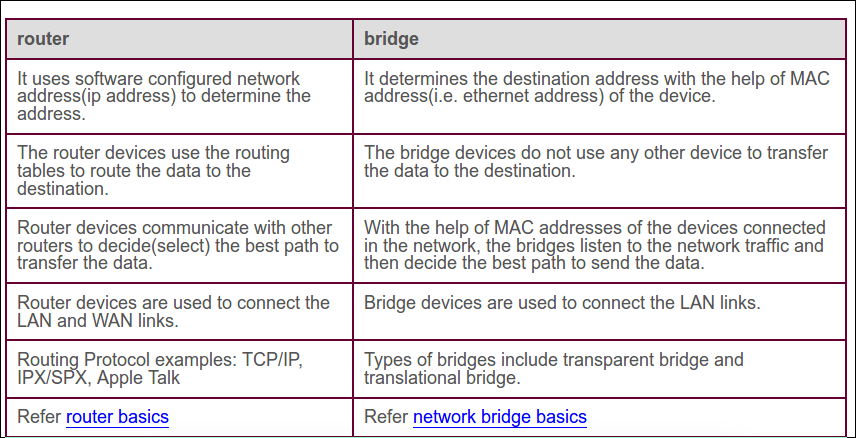 router
bridge
It uses software configured network
address(ip address) to determine the
address.
It determines the destination address with the help of MAC
address(i.e. ethernet address) of the device.
The router devices use the routing
tables to route the data to the
destination.
The bridge devices do not use any other device to transfer
the data to the destination.
Router devices communicate with other
routers to decide(select) the best path to
transfer the data.
With the help of MAC addresses of the devices connected
in the network, the bridges listen to the network traffic and
then decide the best path to send the data.
Router devices are used to connect the
LAN and WAN links.
Bridge devices are used to connect the LAN links.
Routing Protocol examples: TCP/IP,
IPX/SPX, Apple Talk
Types of bridges include transparent bridge and
translational bridge.
Refer router basics
Refer network bridge basics